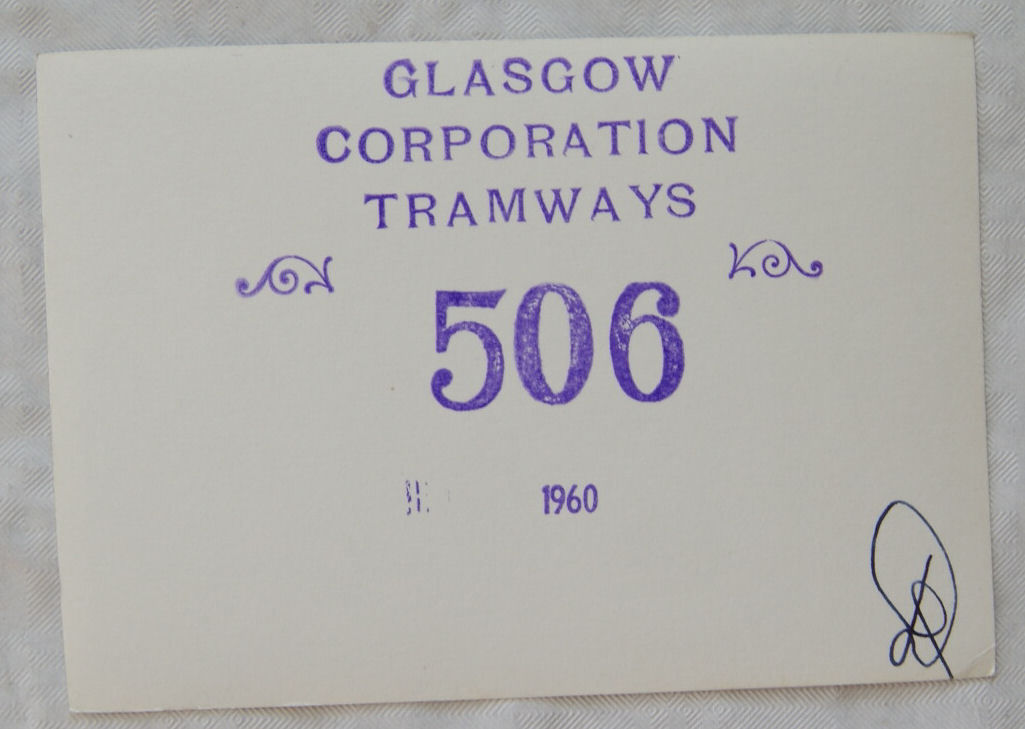 GLASGOW
CORPORATION
TRAMWAYS
506
1960